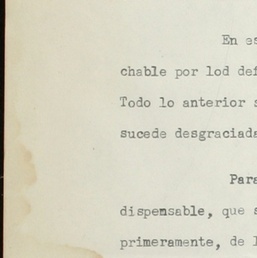 En es
chable por lod def
Todo lo anterior s
sucede desgraciada
Para
dispensable, que s
primeramente, de l